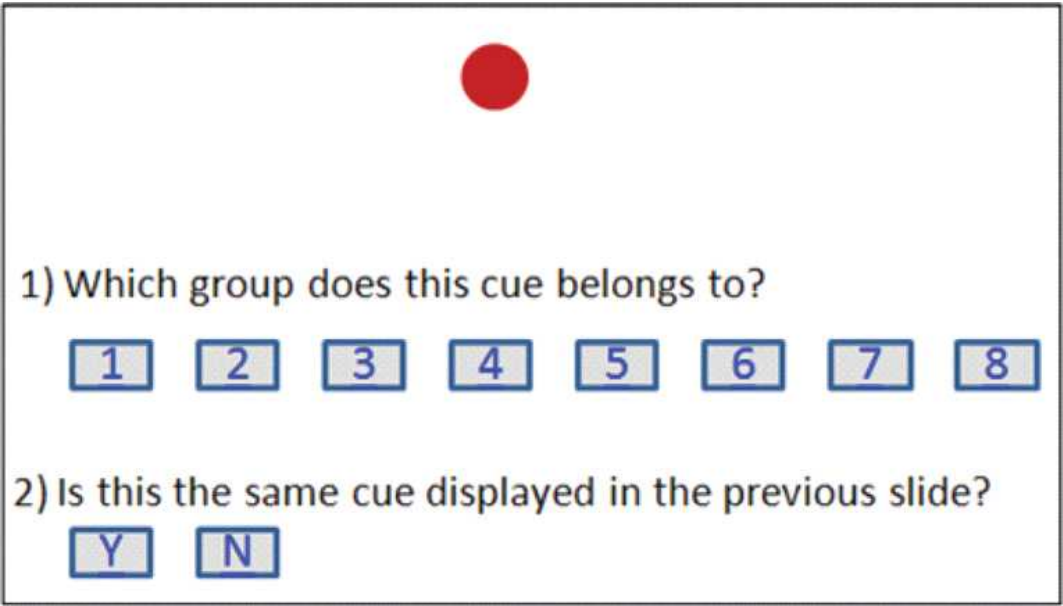 1) Which group does this cue belongs to?
1 2 3 4 5 6 7 8
2) Is this the same cue displayed in the previous slide?
Y N